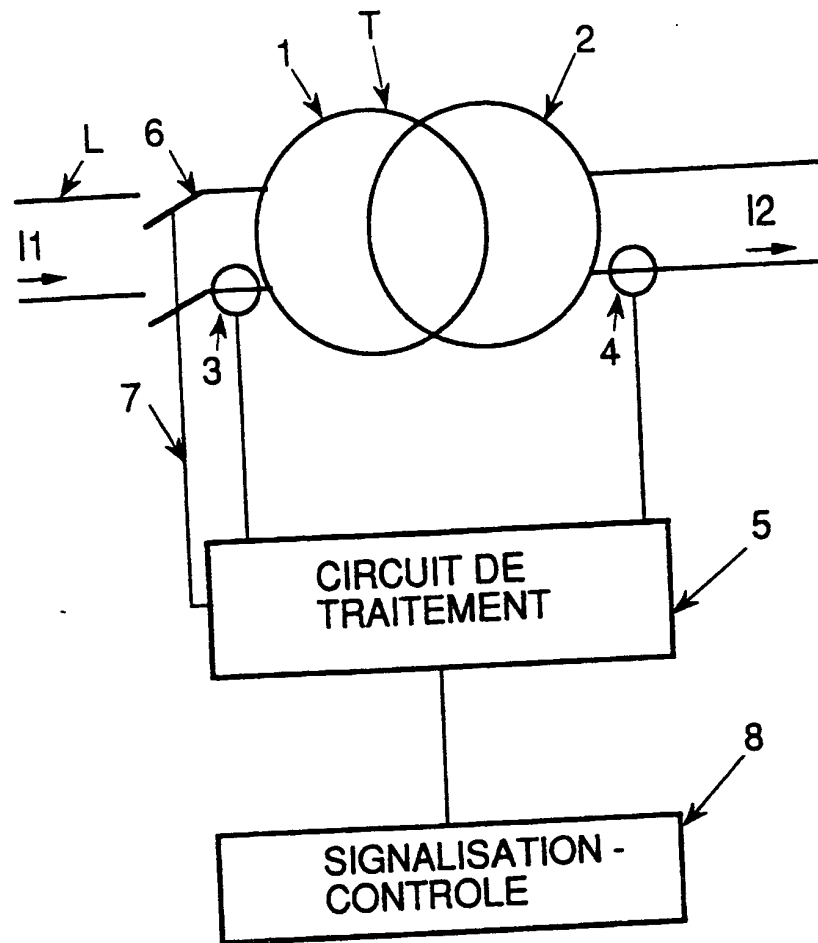 T
1
2
L
6
I1
I2
3
4
7
5
CIRCUIT DE
TRAITEMENT
8
SIGNALISATION -
CONTROLE